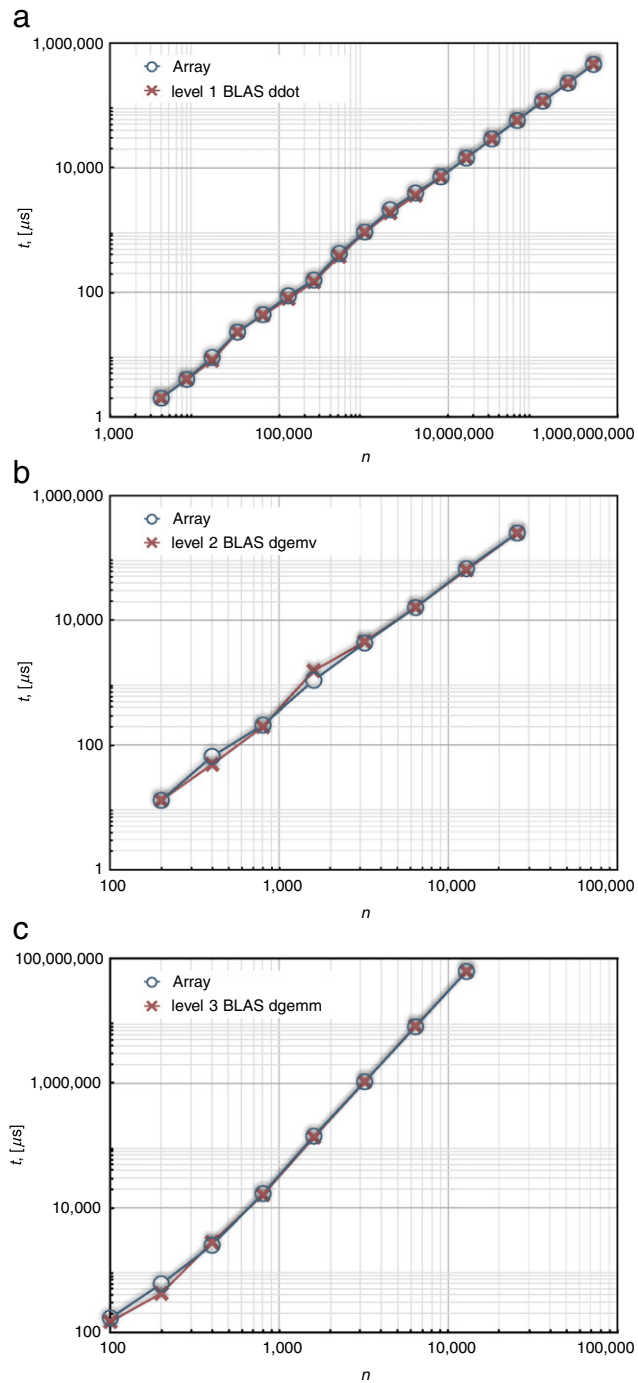 a
1,000,000
Array
level 1 BLAS ddot
10,000
t, [μs]
100
1
1,000
100,000
10,000,000
1,000,000,000
n
b
1,000,000
Array
level 2 BLAS dgemv
10,000
t, [μs]
100
1
100
1,000
10,000
100,000
n
c
100,000,000
Array
level 3 BLAS dgemm
1,000,000
t, [μs]
10,000
100
100
1,000
10,000
100,000
n